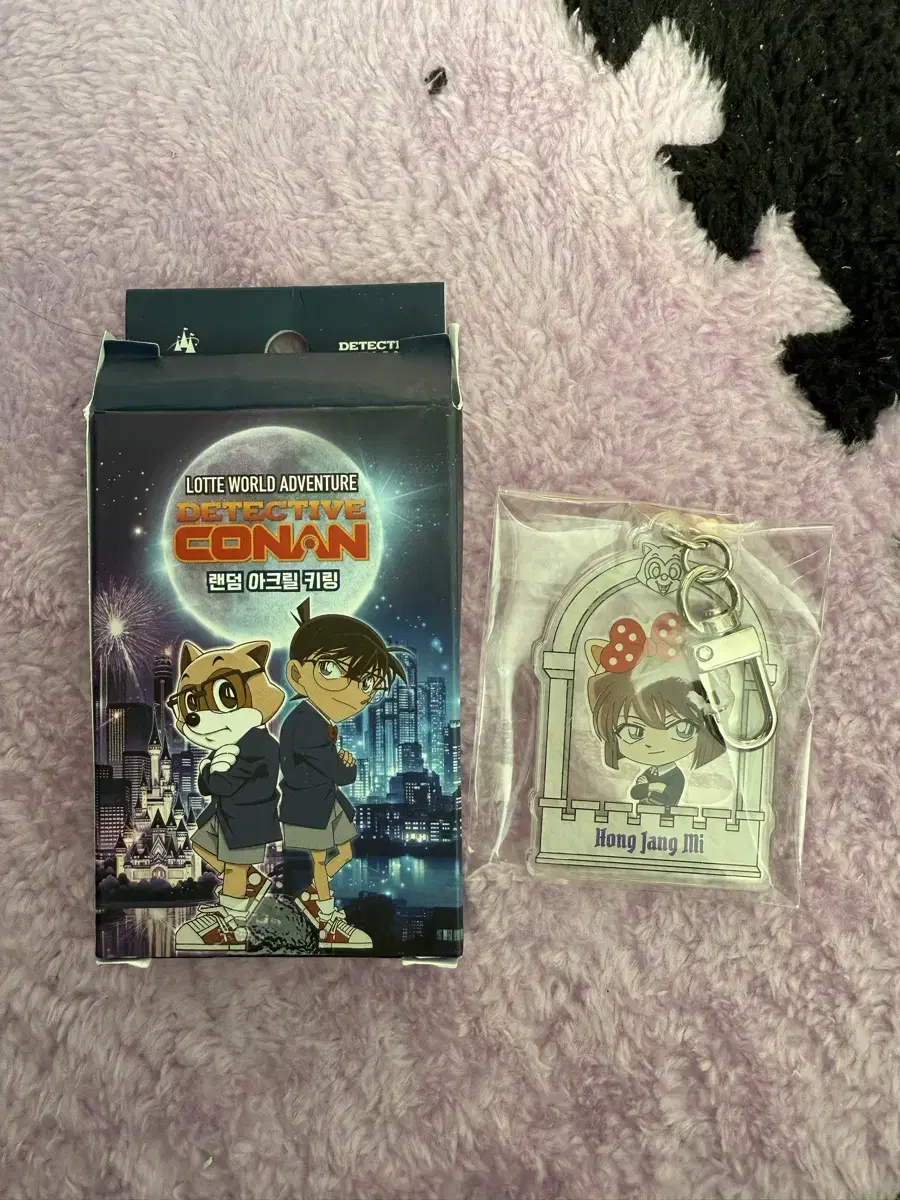 DETECTI
LOTTE WORLD ADVENTURE
DETECTIVE
CONAN
랜덤 아크릴 키링
Hong Jang Mi